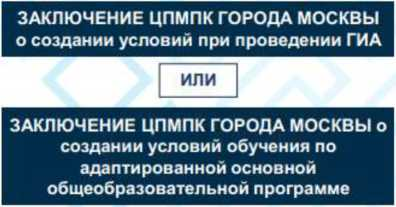 ЗАКЛЮЧЕНИЕ ЦПМПК ГОРОДА МОСКВЫ
о создании условий при проведении ГИА
ИЛИ
ЗАКЛЮЧЕНИЕ ЦПМПК ГОРОДА МОСКВЫ о
создании условий обучения по
адаптированной основной
общеобразовательной программе